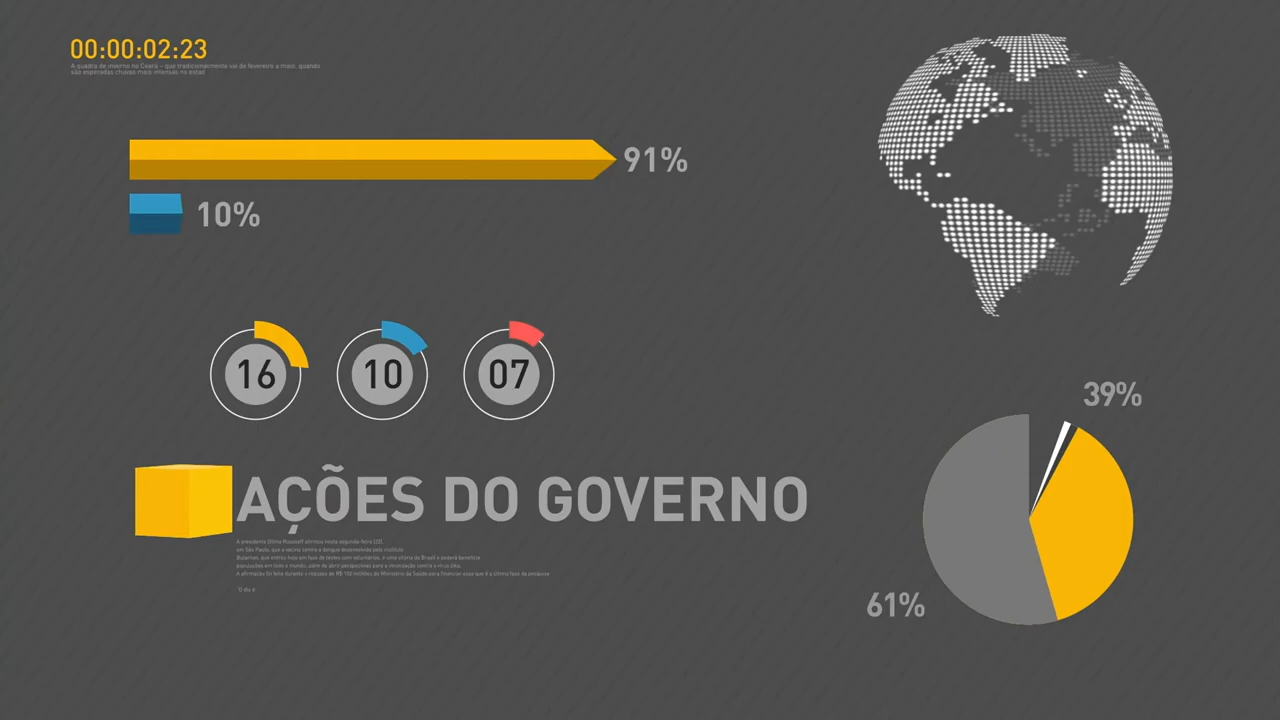 00:00:02:23
A quadra de inverno no Ceará – que tradicionalmente vai de fevereiro a maio, quando
são esperadas chuvas mais intensas no estad
91%
10%
16 10 07
39%
AÇÕES DO GOVERNO
A presidenta Dilma Rousseff afirmou nesta segunda-feira (22),
em São Paulo, que a vacina contra a dengue desenvolvida pelo Instituto
Butantan, que entrou hoje em fase de testes com voluntários, é uma vitória do Brasil e poderá beneficiar
populações em todo o mundo, além de abrir perspectivas para a imunização contra o vírus zika.
A afirmação foi feita durante o repasse de R$ 100 milhões do Ministério da Saúde para financiar essa que é a última fase da pesquisa
"O dia é
61%